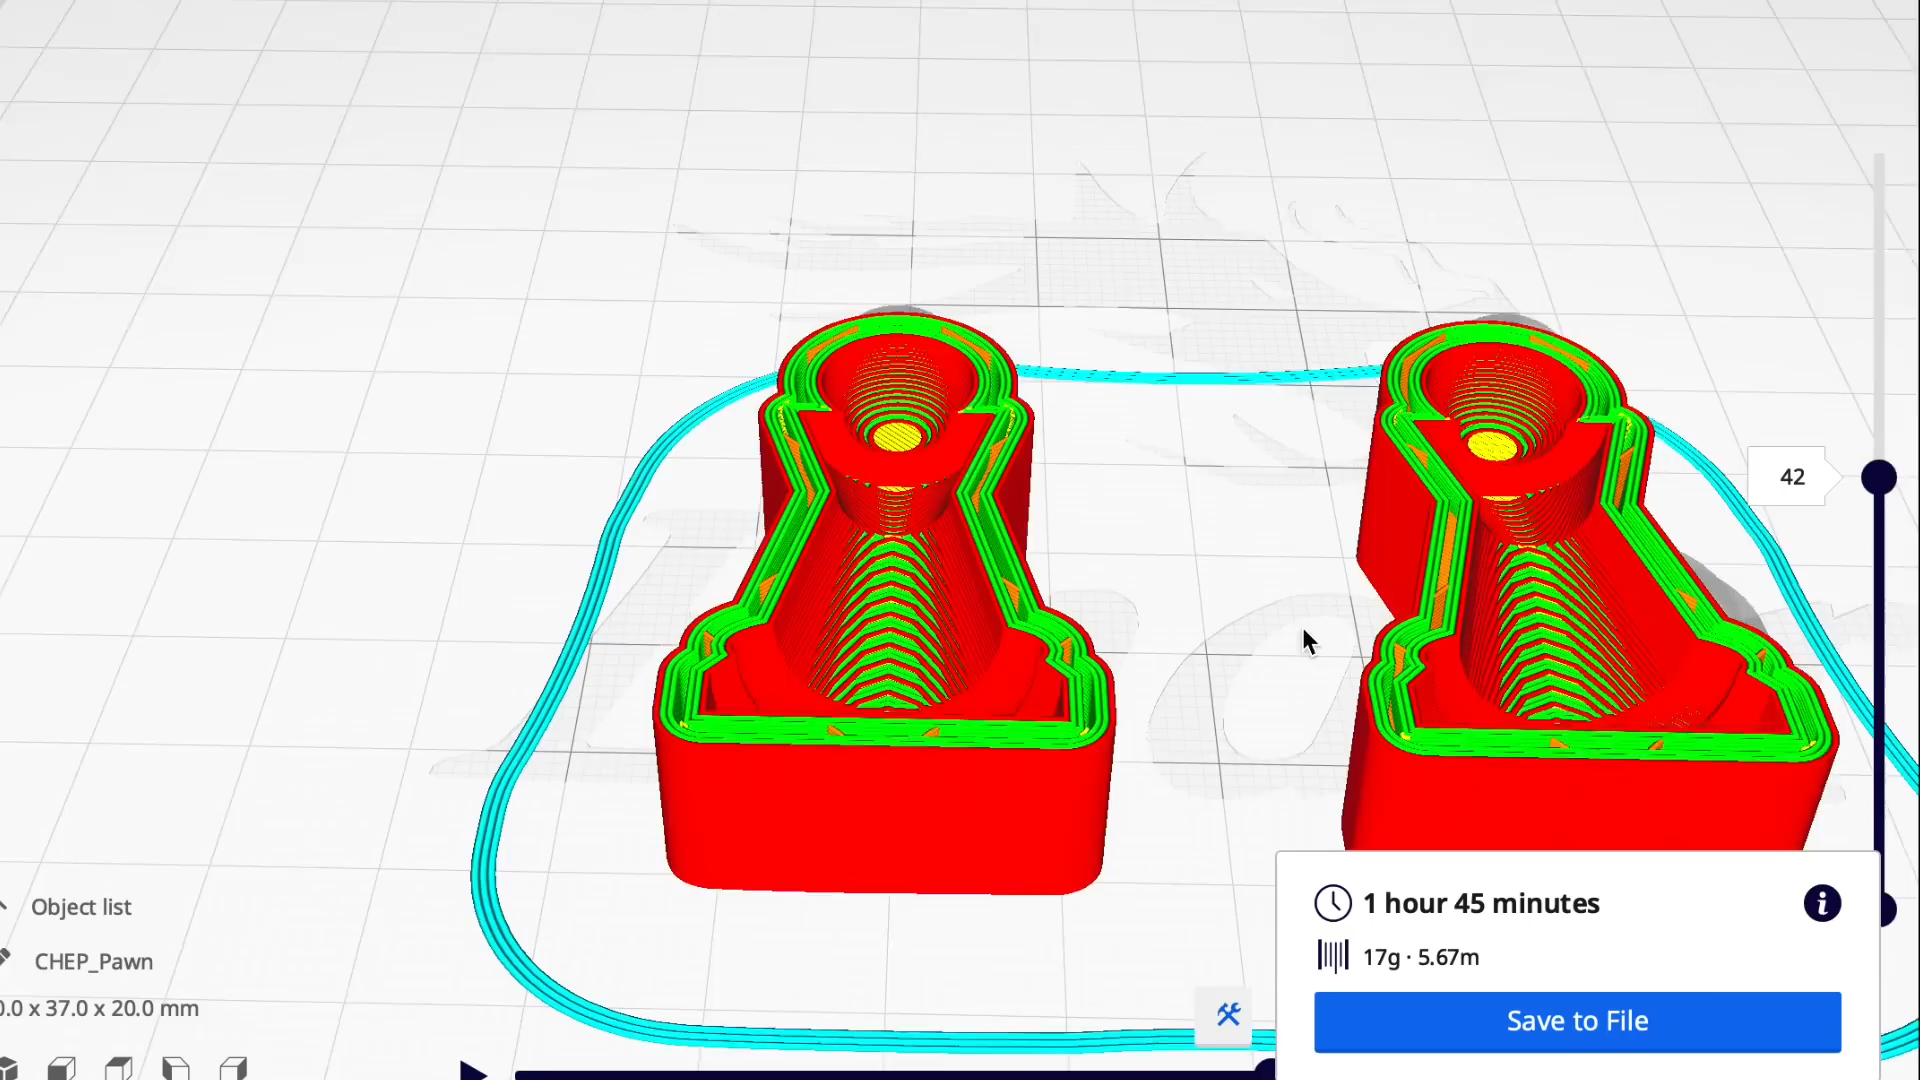 42
Object list
CHEP_Pawn
0.0 x 37.0 x 20.0 mm
1 hour 45 minutes
17g · 5.67m
Save to File